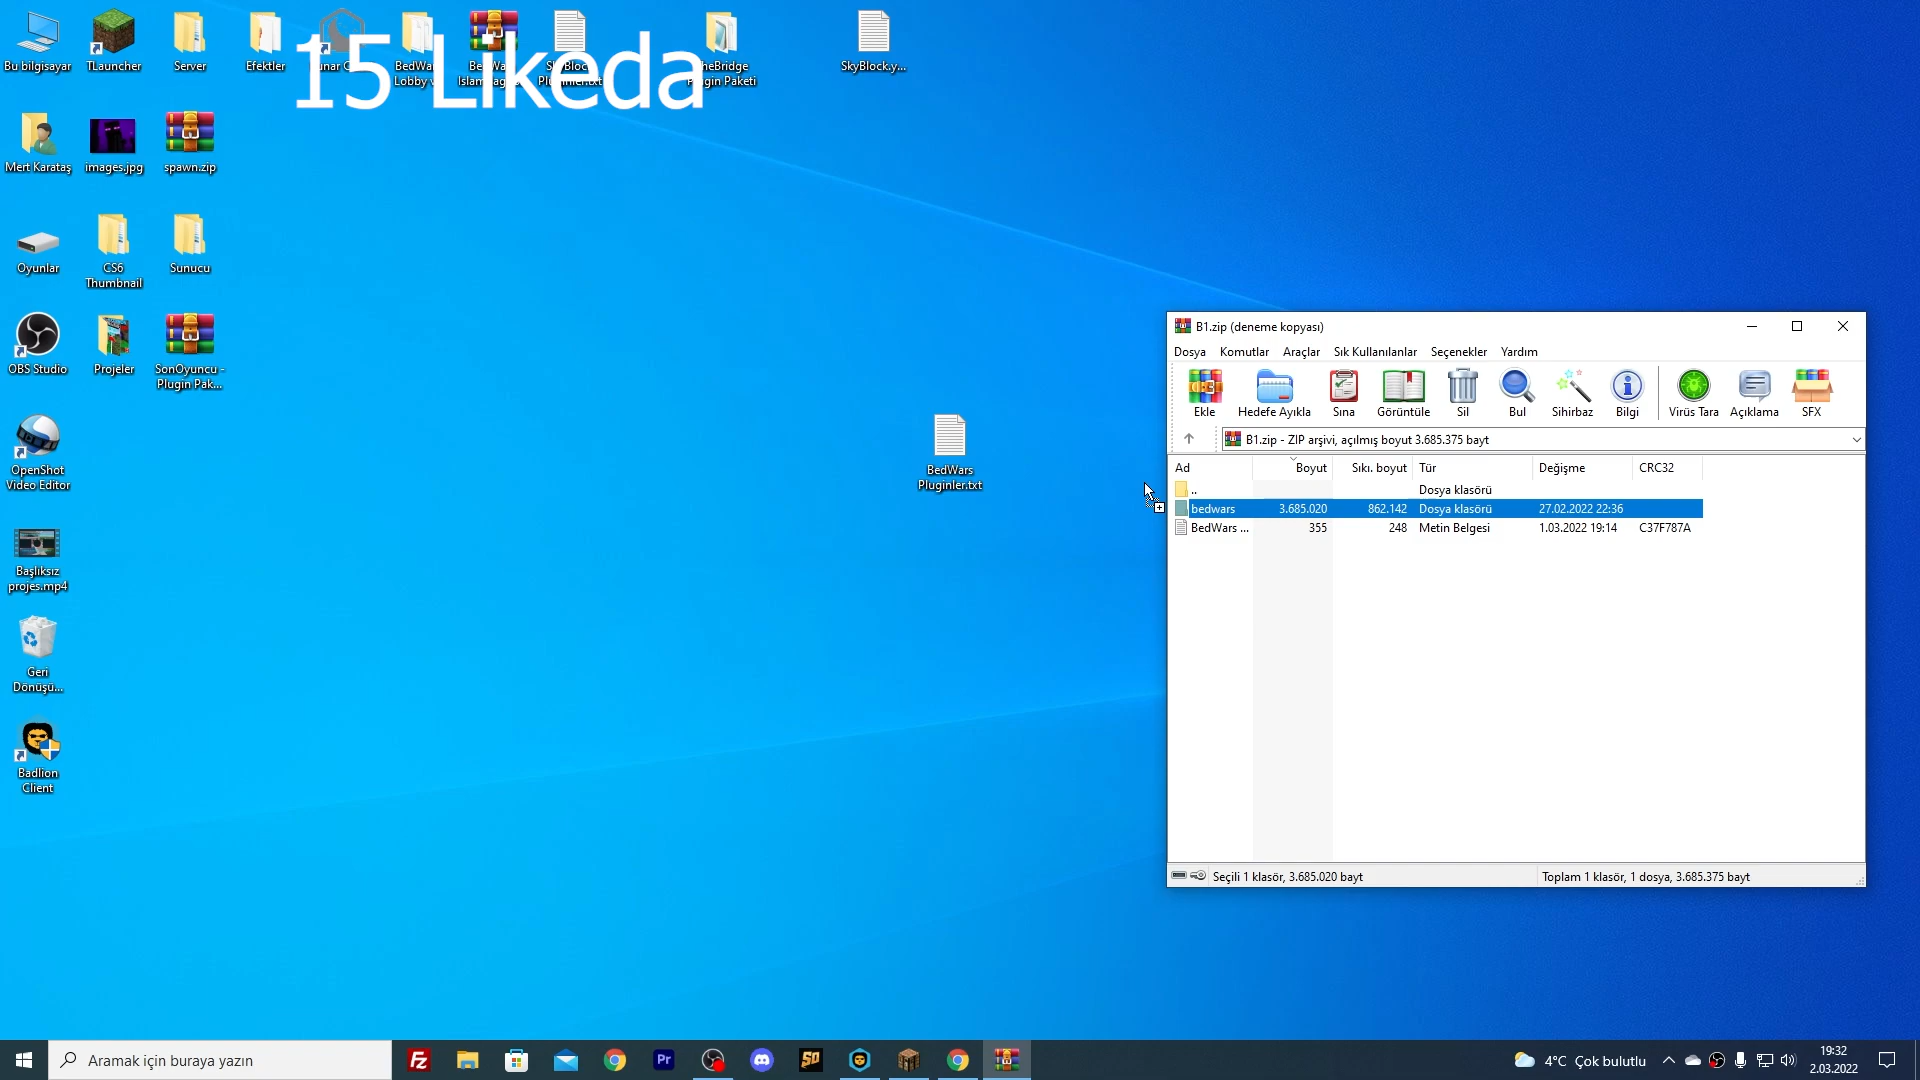 15 Likeda
Bu bilgisayar
TLauncher
Server
Efektler
SkyBlock.y...
Mert Karataş
images.jpg
spawn.zip
Oyunlar
CS6
Thumbnail
Sunucu
OBS Studio
Projeler
SonOyuncu -
Plugin Pak...
OpenShot
Video Editor
BedWars
Pluginler.txt
Başlıksız
projes.mp4
Geri
Dönüşü...
Badlion
Client
B1.zip (deneme kopyası)
Dosya Komutlar Araçlar Sık Kullanılanlar Seçenekler Yardım
Ekle Hedefe Ayıkla Sına Görüntüle Sil Bul Sihirbaz Bilgi Virüs Tara Açıklama SFX
B1.zip - ZIP arşivi, açılmış boyut 3.685.375 bayt
Ad Boyut Sıkı. boyut Tür Değişme CRC32
.. Dosya klasörü
bedwars 3.685.020 862.142 Dosya klasörü 27.02.2022 22:36
BedWars ... 355 248 Metin Belgesi 1.03.2022 19:14 C37F787A
Seçili 1 klasör, 3.685.020 bayt
Toplam 1 klasör, 1 dosya, 3.685.375 bayt
Aramak için buraya yazın
4°C Çok bulutlu
19:32
2.03.2022